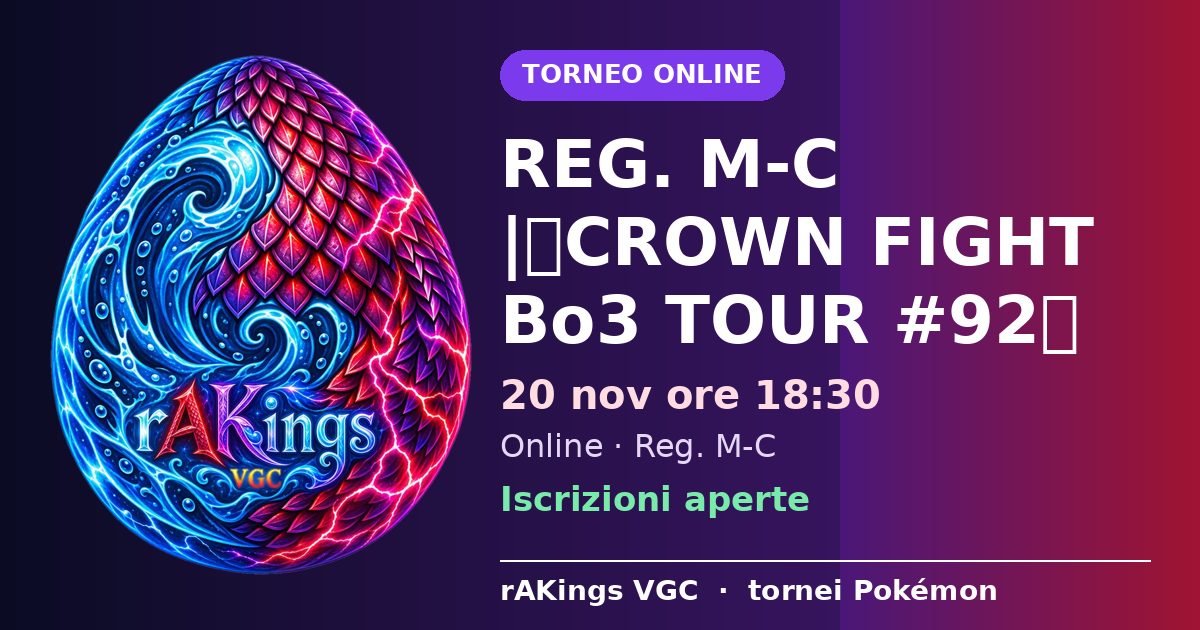 TORNEO ONLINE
REG. M-C
|▯CROWN FIGHT
Bo3 TOUR #92▯
20 nov ore 18:30
Online · Reg. M-C
Iscrizioni aperte
rAKings
VGC
rAKings VGC · tornei Pokémon